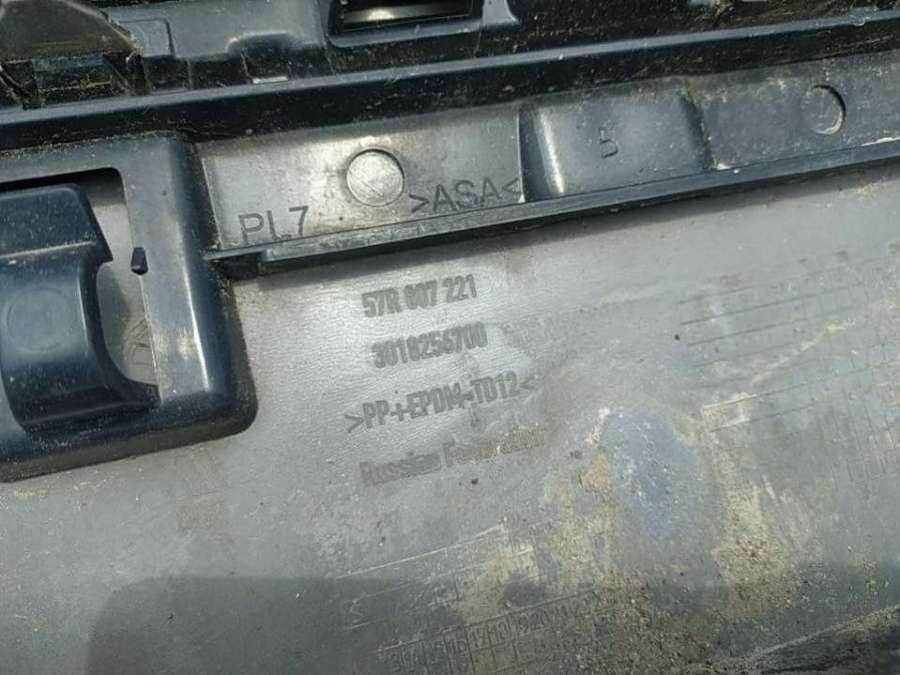 5
PL7 >ASA<
57R 807 221
3018256700
>PP+EPDM-TD12<
Russian Federation